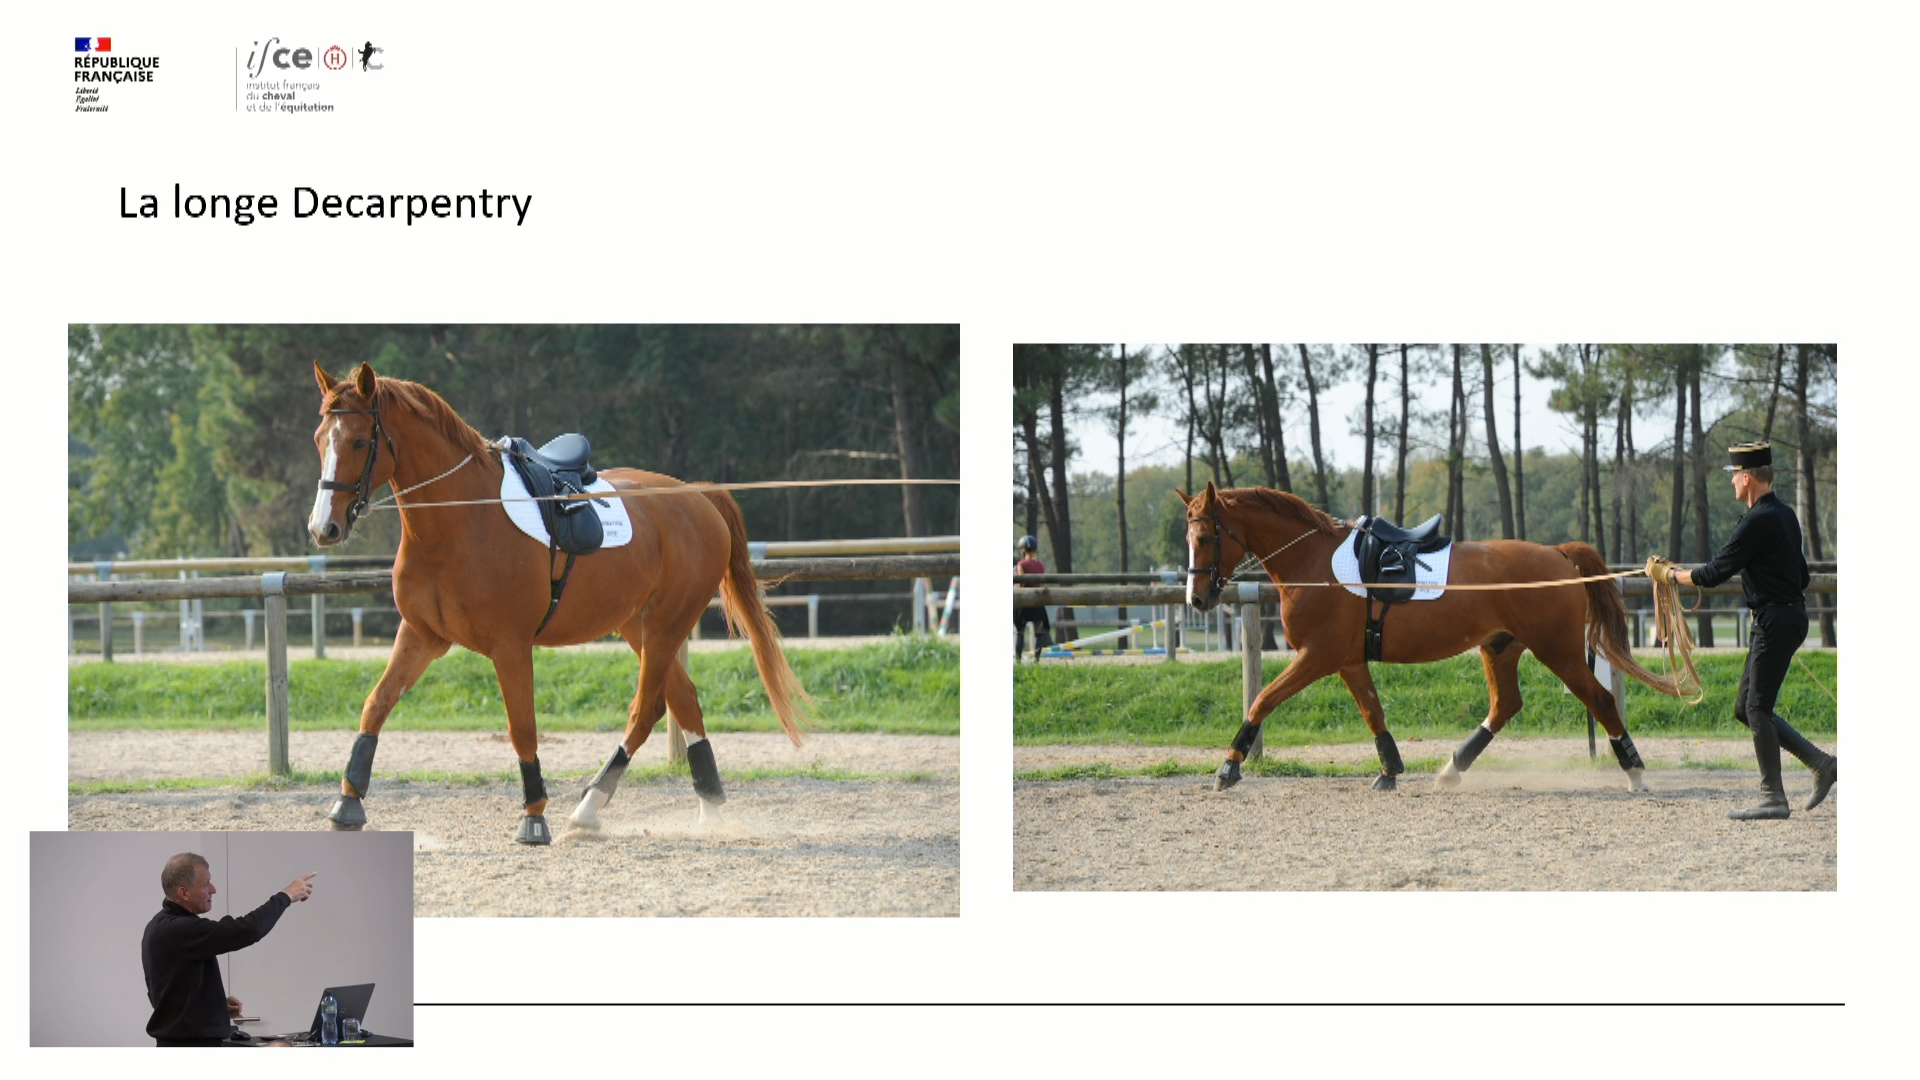 RÉPUBLIQUE
FRANÇAISE
Liberté
Égalité
Fraternité
ifce
H
institut français
du cheval
et de l'équitation
La longe Decarpentry